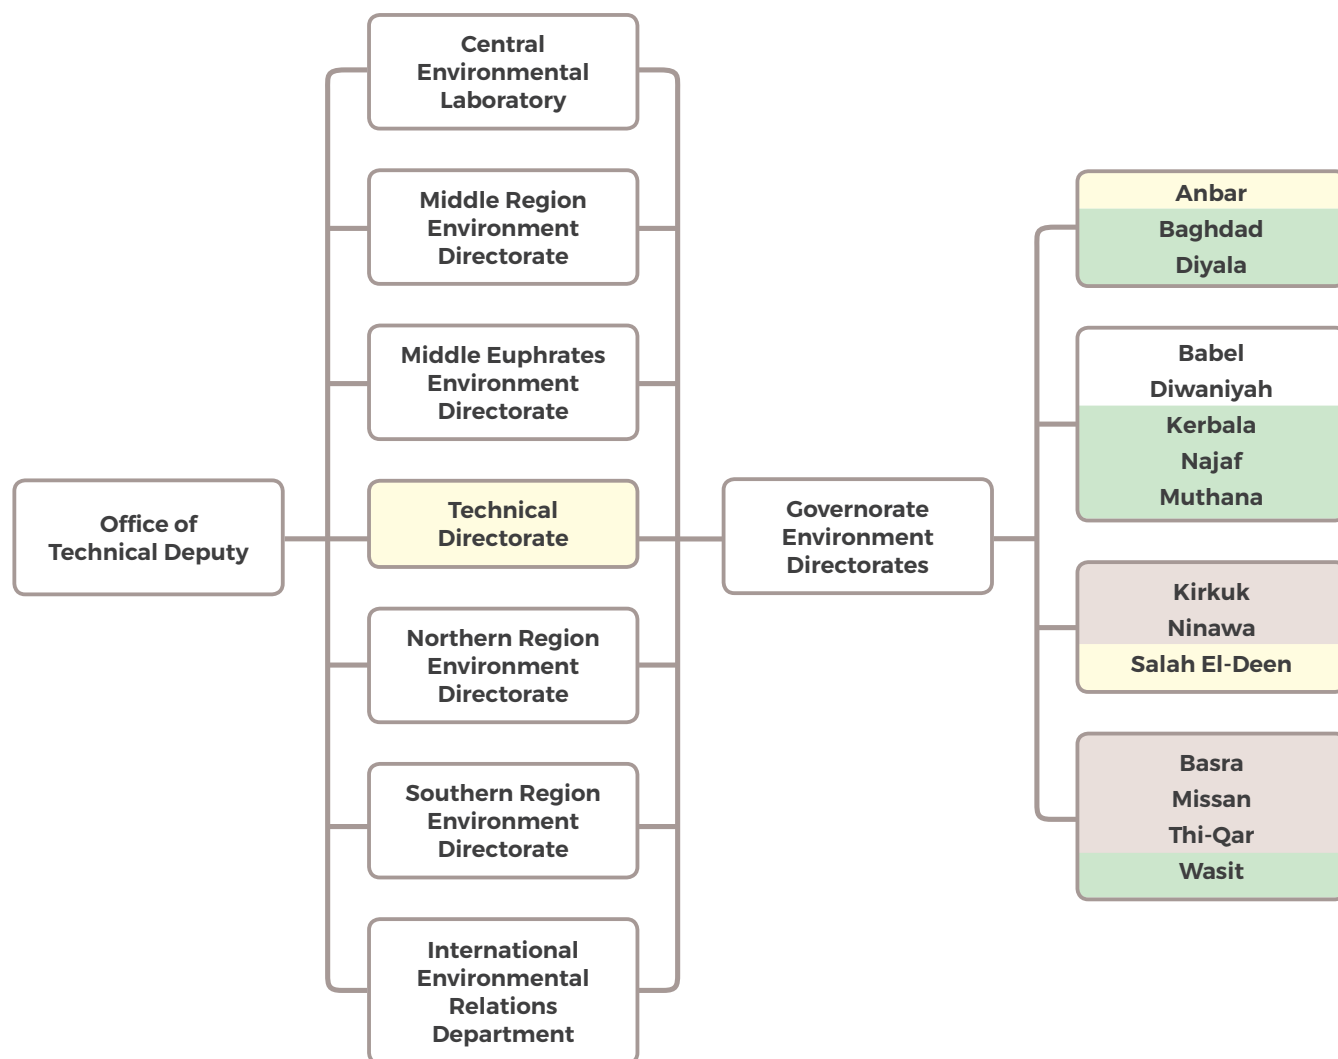 Central
Environmental
Laboratory
Middle Region
Environment
Directorate
Middle Euphrates
Environment
Directorate
Office of
Technical Deputy
Technical
Directorate
Northern Region
Environment
Directorate
Southern Region
Environment
Directorate
International
Environmental
Relations
Department
Governorate
Environment
Directorates
Anbar
Baghdad
Diyala
Babel
Diwaniyah
Kerbala
Najaf
Muthana
Kirkuk
Ninawa
Salah El-Deen
Basra
Missan
Thi-Qar
Wasit